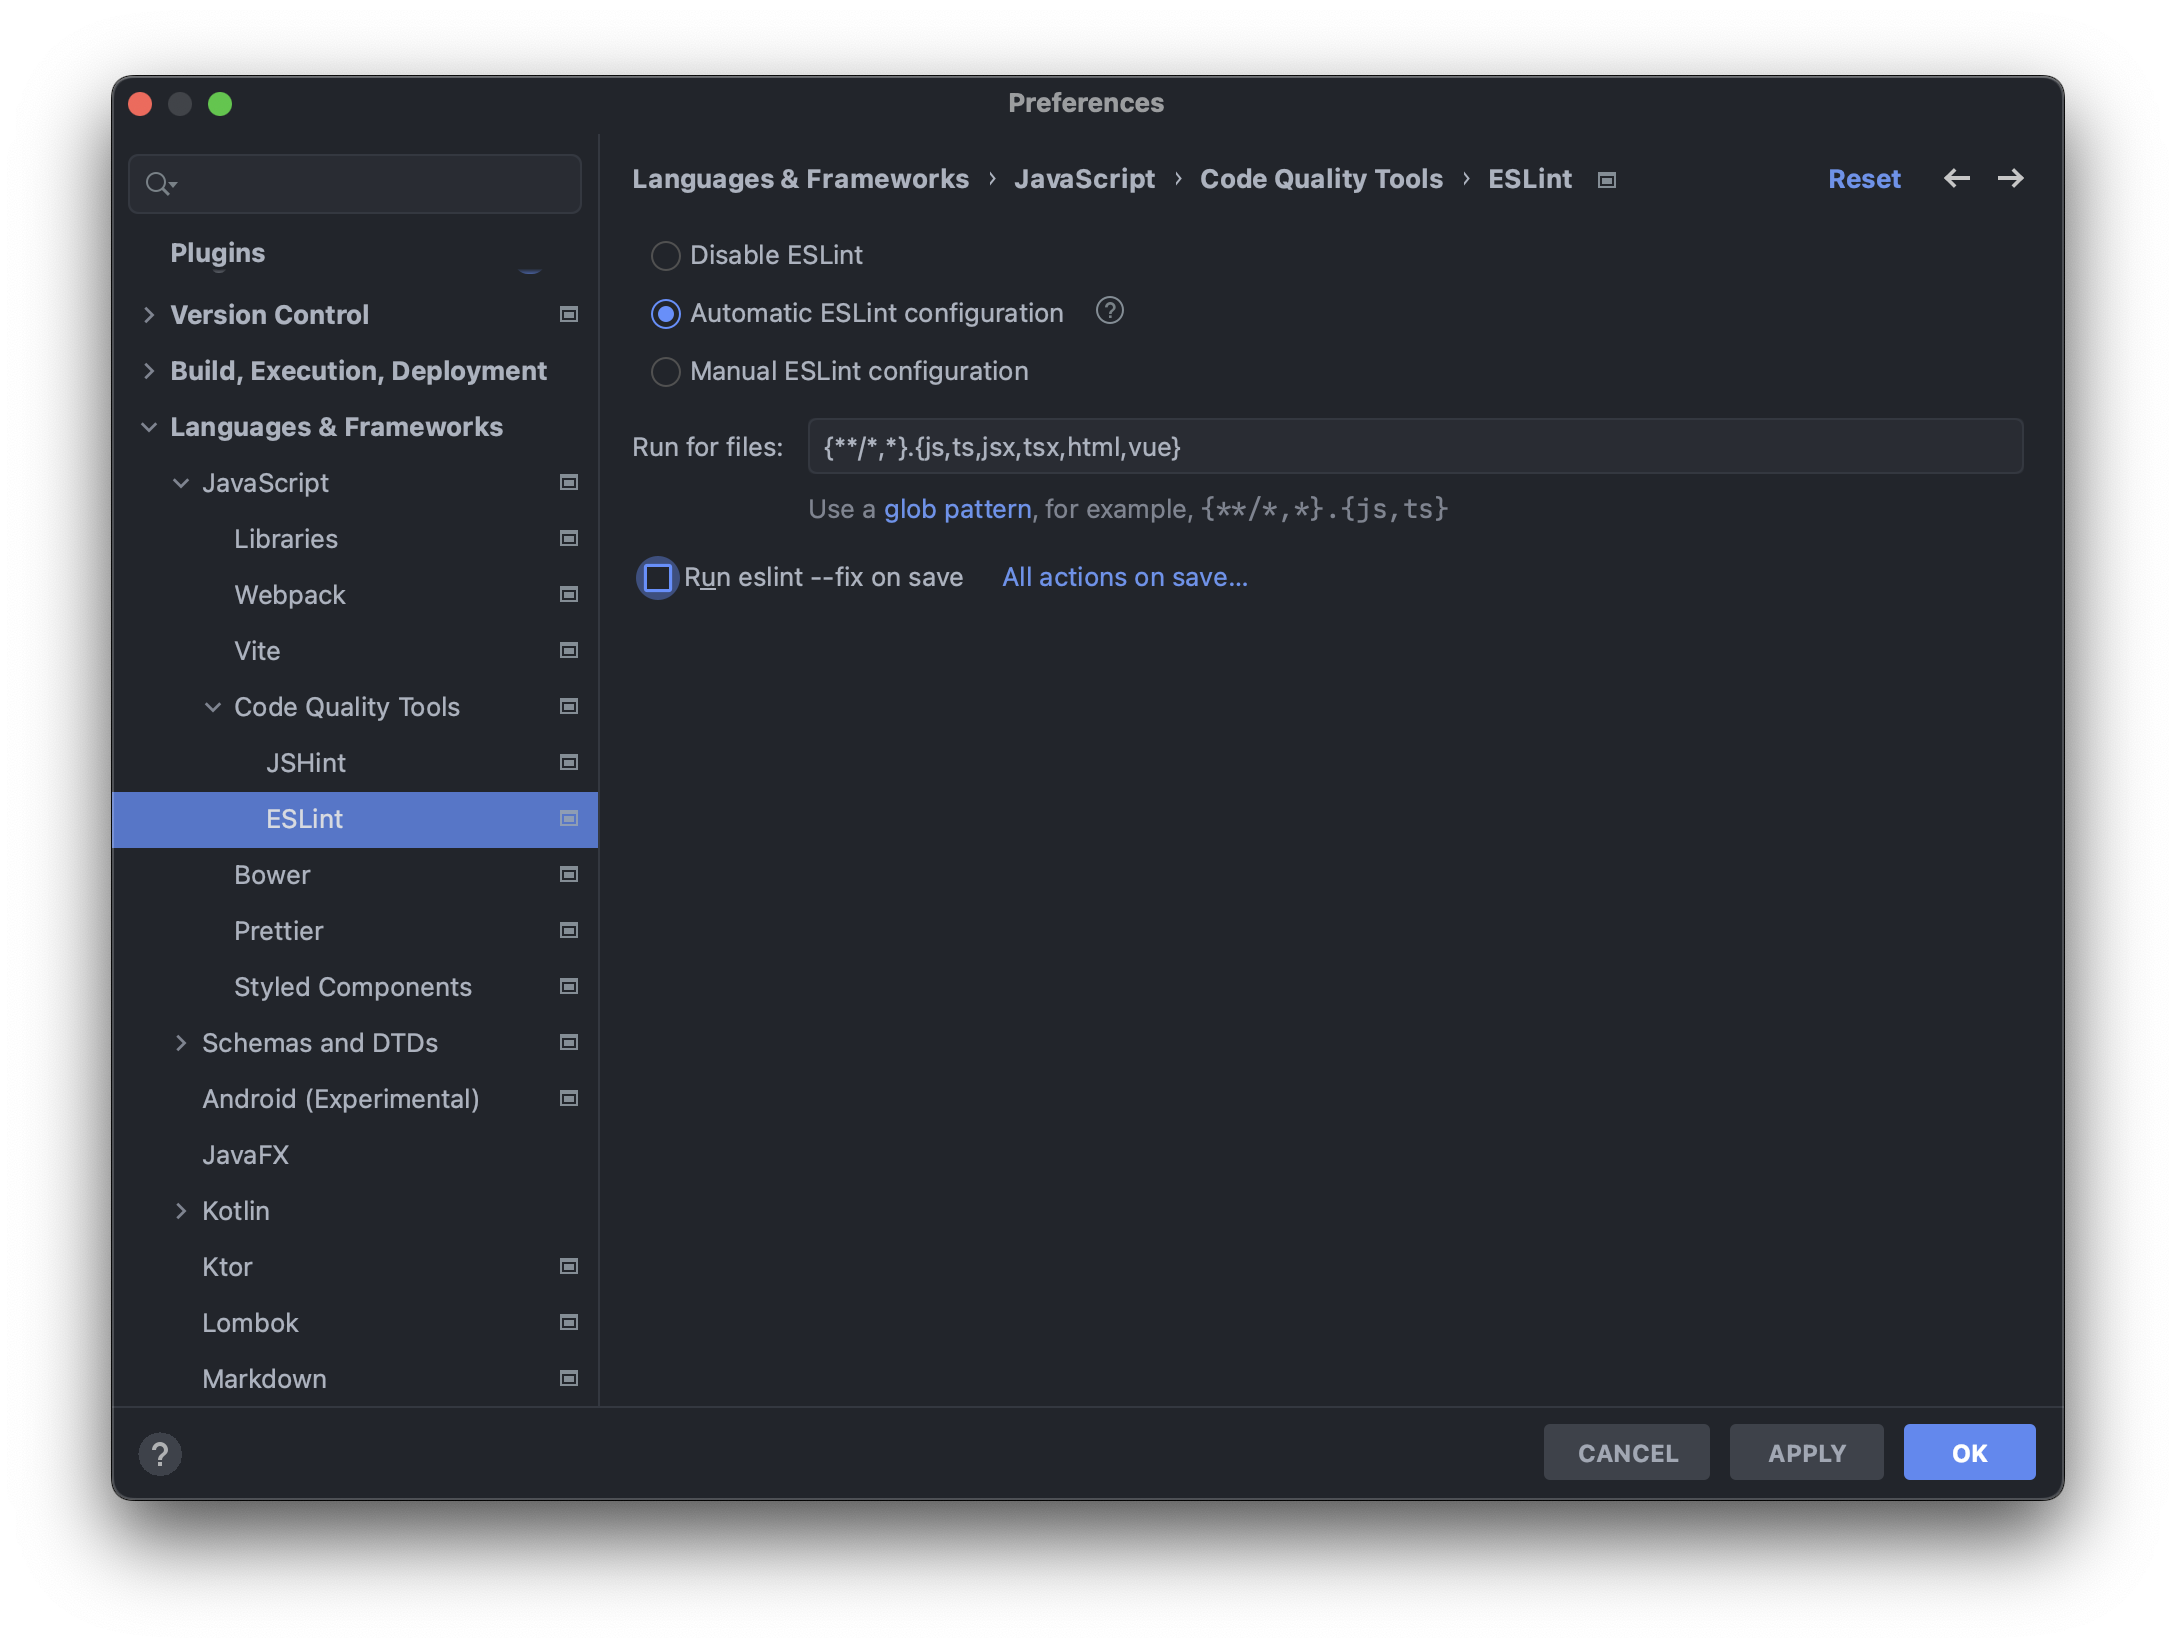 Preferences
Plugins
Version Control
Build, Execution, Deployment
Languages & Frameworks
JavaScript
Libraries
Webpack
Vite
Code Quality Tools
JSHint
ESLint
Bower
Prettier
Styled Components
Schemas and DTDs
Android (Experimental)
JavaFX
Kotlin
Ktor
Lombok
Markdown
Languages & Frameworks › JavaScript › Code Quality Tools › ESLint Reset
Disable ESLint
Automatic ESLint configuration ?
Manual ESLint configuration
Run for files: {**/*,*}.{js,ts,jsx,tsx,html,vue}
Use a glob pattern, for example, {**/*,*}.{js,ts}
Run eslint --fix on save All actions on save...
? CANCEL APPLY OK